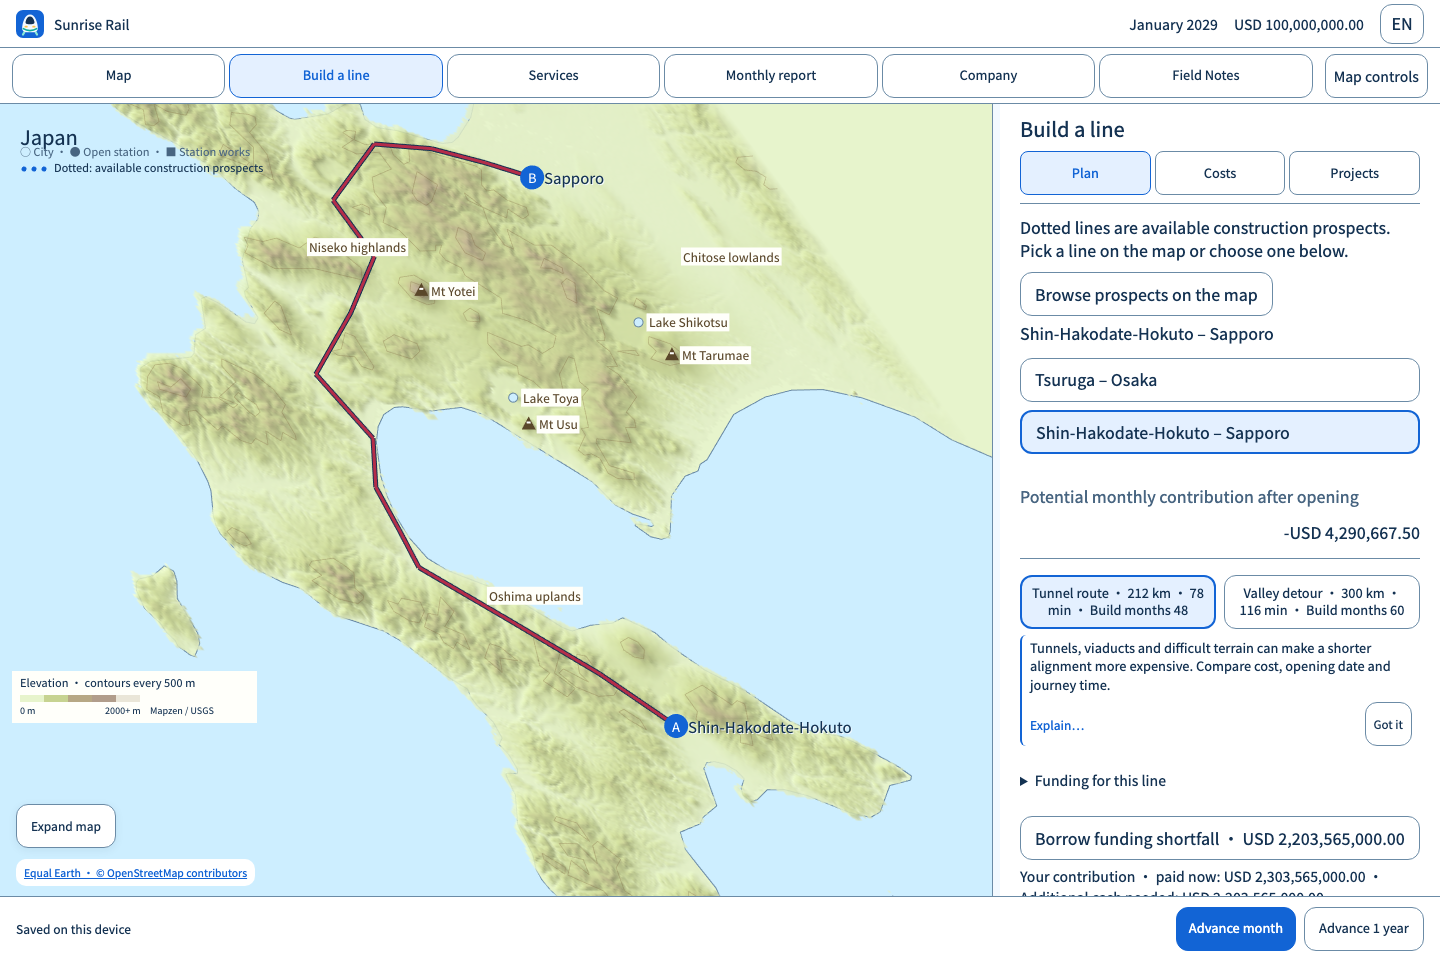 Sunrise Rail
January 2029
USD 100,000,000.00
EN
Map
Build a line
Services
Monthly report
Company
Field Notes
Map controls
Japan
City • Open station • Station works
Dotted: available construction prospects
B
Sapporo
Niseko highlands
Chitose lowlands
Mt Yotei
Lake Shikotsu
Mt Tarumae
Lake Toya
Mt Usu
Oshima uplands
A
Shin-Hakodate-Hokuto
Elevation • contours every 500 m
0 m
2000+ m
Mapzen / USGS
Expand map
Equal Earth • © OpenStreetMap contributors
Build a line
Plan
Costs
Projects
Dotted lines are available construction prospects.
Pick a line on the map or choose one below.
Browse prospects on the map
Shin-Hakodate-Hokuto – Sapporo
Tsuruga – Osaka
Shin-Hakodate-Hokuto – Sapporo
Potential monthly contribution after opening
-USD 4,290,667.50
Tunnel route • 212 km • 78
min • Build months 48
Valley detour • 300 km •
116 min • Build months 60
Tunnels, viaducts and difficult terrain can make a shorter
alignment more expensive. Compare cost, opening date and
journey time.
Explain...
Got it
Funding for this line
Borrow funding shortfall • USD 2,203,565,000.00
Your contribution • paid now: USD 2,303,565,000.00 •
Additional cash needed: USD 2,203,565,000.00
Saved on this device
Advance month
Advance 1 year